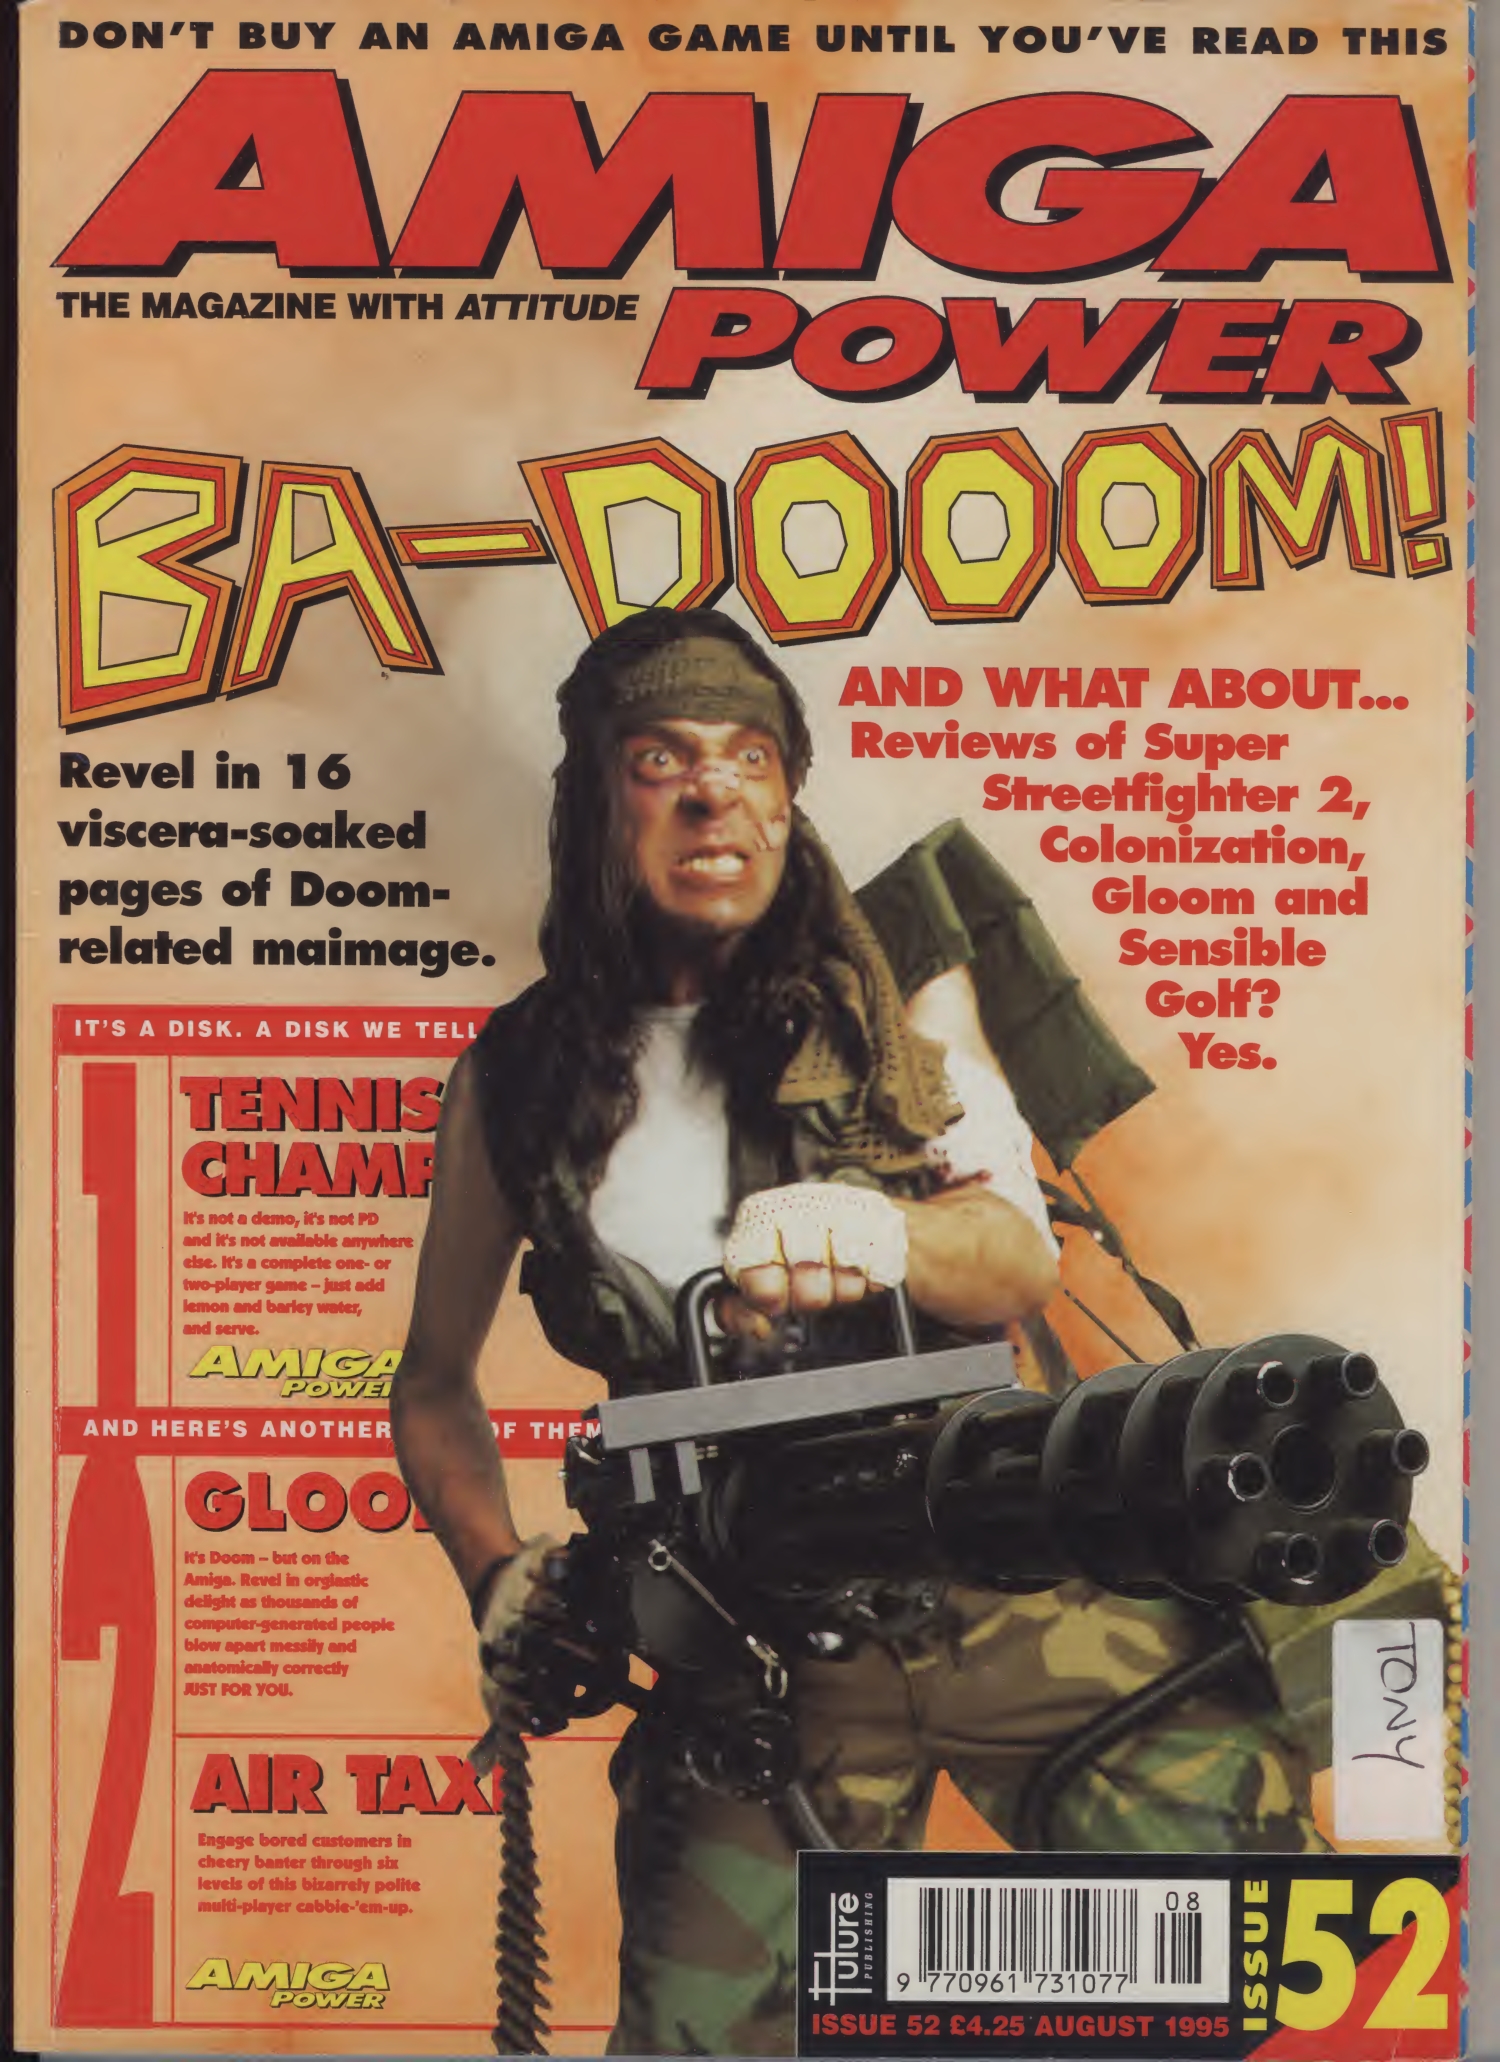 DON'T BUY AN AMIGA GAME UNTIL YOU'VE READ THIS
AMIGA
POWER
THE MAGAZINE WITH ATTITUDE
BA-DOOOM!
Revel in 16
viscera-soaked
pages of Doom-
related maimage.
AND WHAT ABOUT...
Reviews of Super
Streetfighter 2,
Colonization,
Gloom and
Sensible
Golf?
Yes.
IT'S A DISK. A DISK WE TELL
1
TENNIS
CHAMP
It's not a demo, it's not PD
and it's not available anywhere
else. It's a complete one- or
two-player game – just add
lemon and barley water,
and serve.
AMIGA
POWER
AND HERE'S ANOTHER OF THEM
2
GLOO
It's Doom – but on the
Amiga. Revel in orgiastic
delight as thousands of
computer-generated people
blow apart messily and
anatomically correctly
JUST FOR YOU.
AIR TAXI
Engage bored customers in
cheery banter through six
levels of this bizarrely polite
multi-player cabbie-'em-up.
AMIGA
POWER
TONY
Future
PUBLISHING
08
9 770961 731077
ISSUE 52 £4.25 AUGUST 1995
ISSUE
52